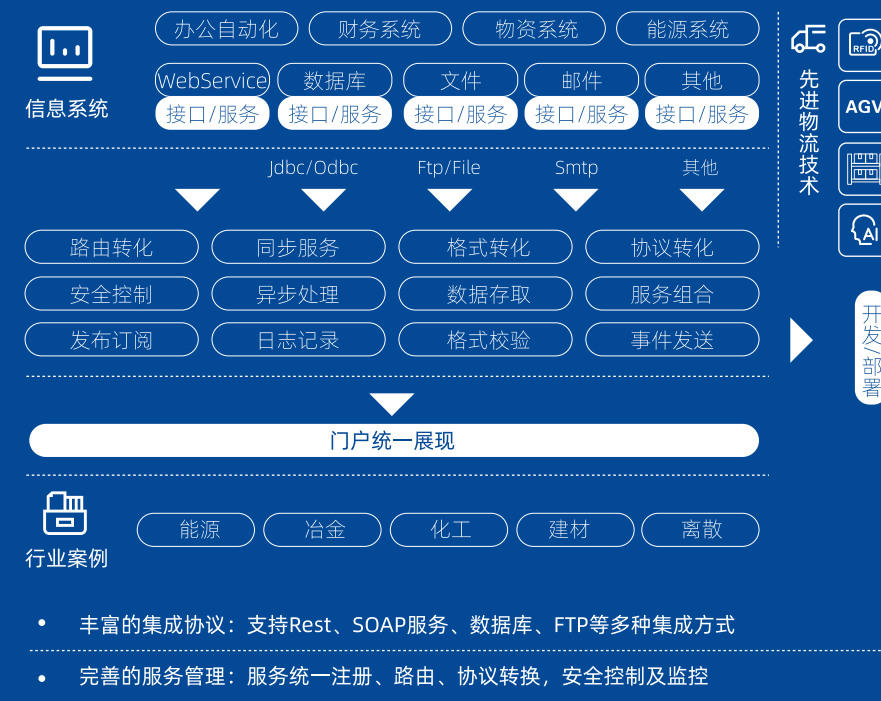 办公自动化 财务系统 物资系统 能源系统
信息系统
WebService 数据库 文件 邮件 其他
接口/服务 接口/服务 接口/服务 接口/服务 接口/服务
Jdbc/Odbc Ftp/File Smtp 其他
路由转化 同步服务 格式转化 协议转化
安全控制 异步处理 数据存取 服务组合
发布订阅 日志记录 格式校验 事件发送
门户统一展现
行业案例
能源 冶金 化工 建材 离散
先进物流技术
RFID
AGV
AI
开发/部署
• 丰富的集成协议：支持Rest、SOAP服务、数据库、FTP等多种集成方式
• 完善的服务管理：服务统一注册、路由、协议转换，安全控制及监控